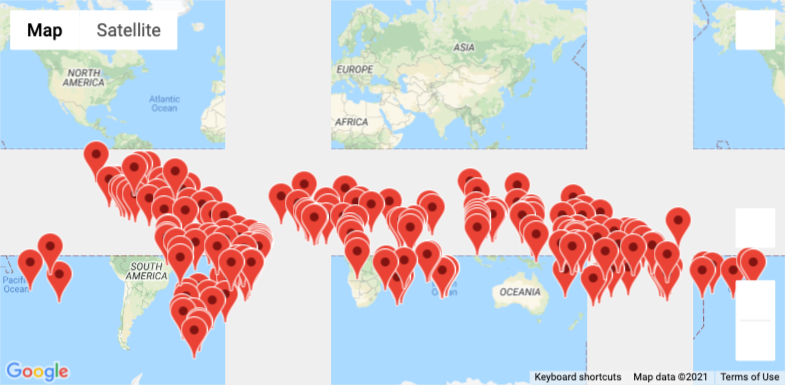 Map
Satellite
NORTH
AMERICA
Atlantic
Ocean
EUROPE
ASIA
AFRICA
SOUTH
AMERICA
Pacific
Ocean
OCEANIA
Google
Keyboard shortcuts
Map data ©2021
Terms of Use